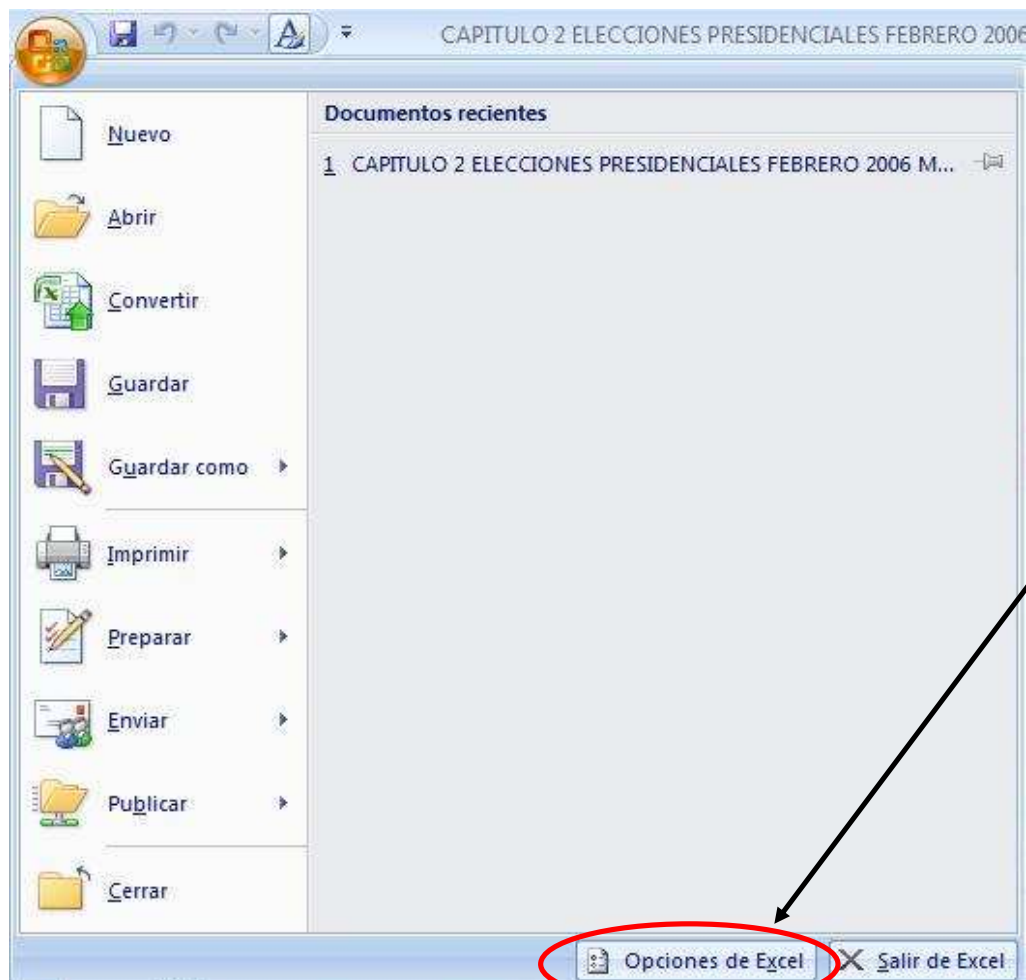 CAPITULO 2 ELECCIONES PRESIDENCIALES FEBRERO 2006
Documentos recientes
1 CAPITULO 2 ELECCIONES PRESIDENCIALES FEBRERO 2006 M...
Nuevo
Abrir
Convertir
Guardar
Guardar como
Imprimir
Preparar
Enviar
Publicar
Cerrar
Opciones de Excel
Salir de Excel